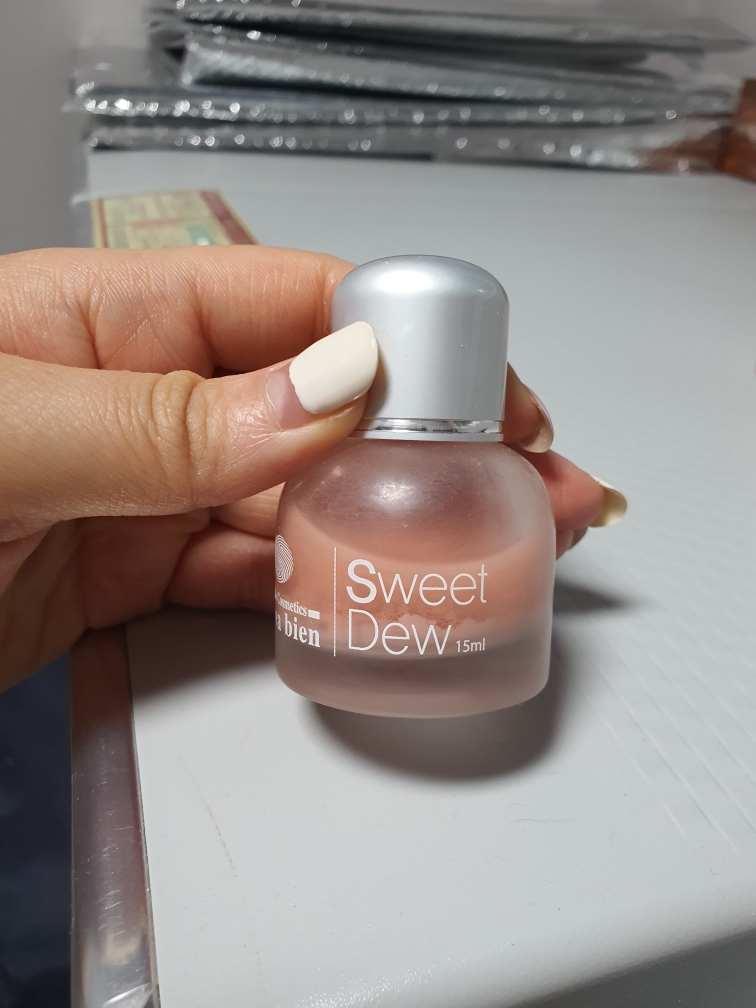 Cosmetics
bien
Sweet
Dew 15ml